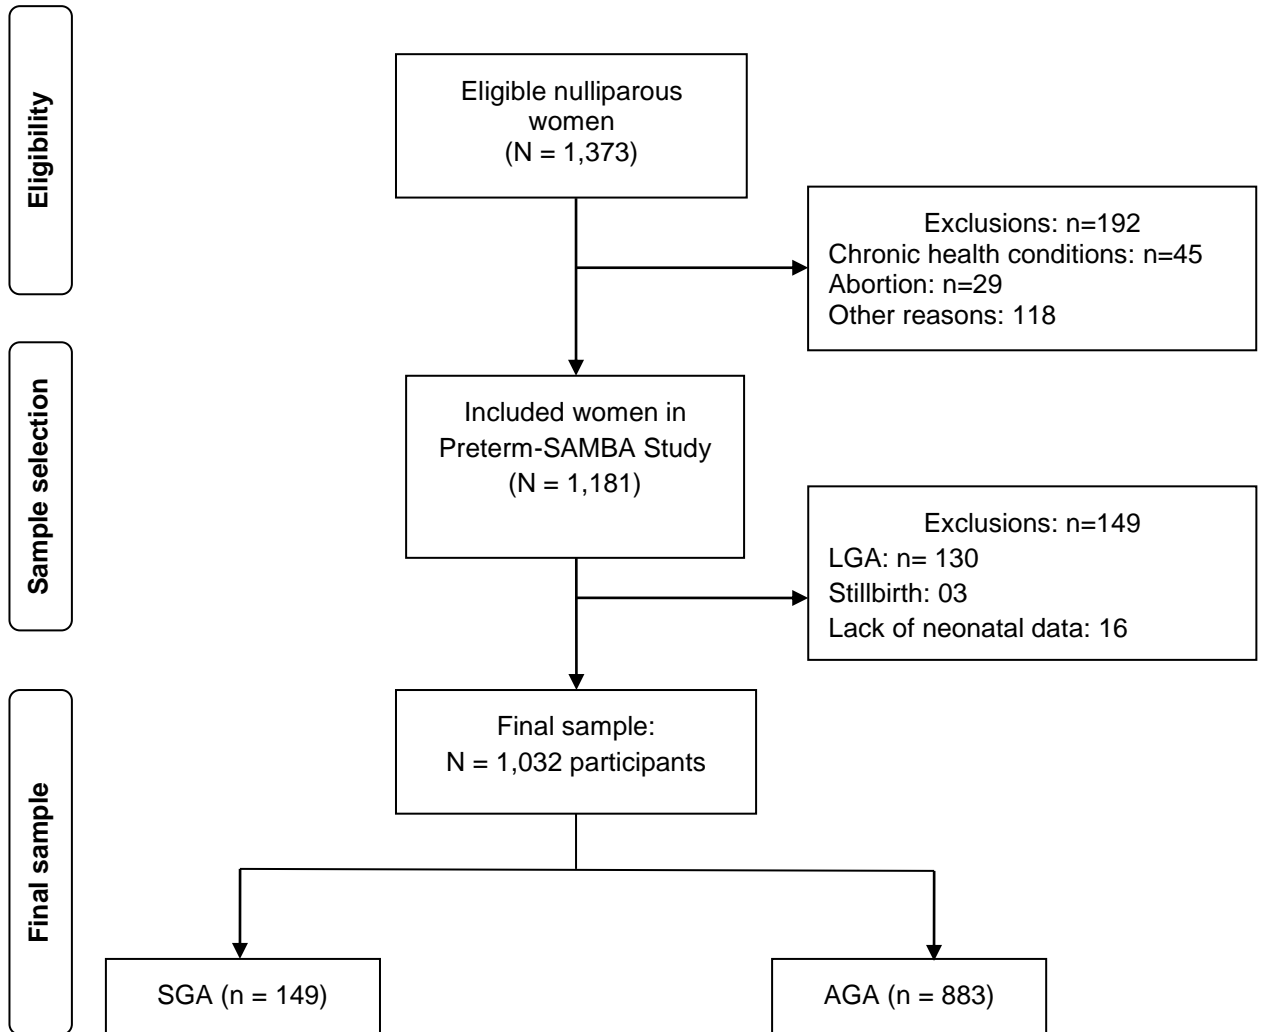 Eligibility
Eligible nulliparous
women
(N = 1,373)
Exclusions: n=192
Chronic health conditions: n=45
Abortion: n=29
Other reasons: 118
Sample selection
Included women in
Preterm-SAMBA Study
(N = 1,181)
Exclusions: n=149
LGA: n= 130
Stillbirth: 03
Lack of neonatal data: 16
Final sample
Final sample:
N = 1,032 participants
SGA (n = 149)
AGA (n = 883)